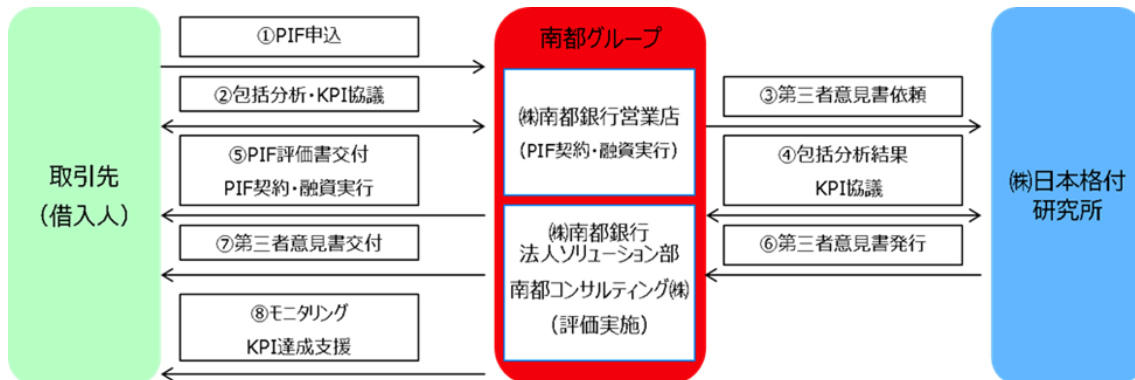 取引先
（借入人）
①PIF申込
②包括分析・KPI協議
⑤PIF評価書交付
PIF契約・融資実行
⑦第三者意見書交付
⑧モニタリング
KPI達成支援
南都グループ
㈱南都銀行営業店
（PIF契約・融資実行）
㈱南都銀行
法人ソリューション部
南都コンサルティング㈱
（評価実施）
③第三者意見書依頼
④包括分析結果
KPI協議
⑥第三者意見書発行
㈱日本格付
研究所